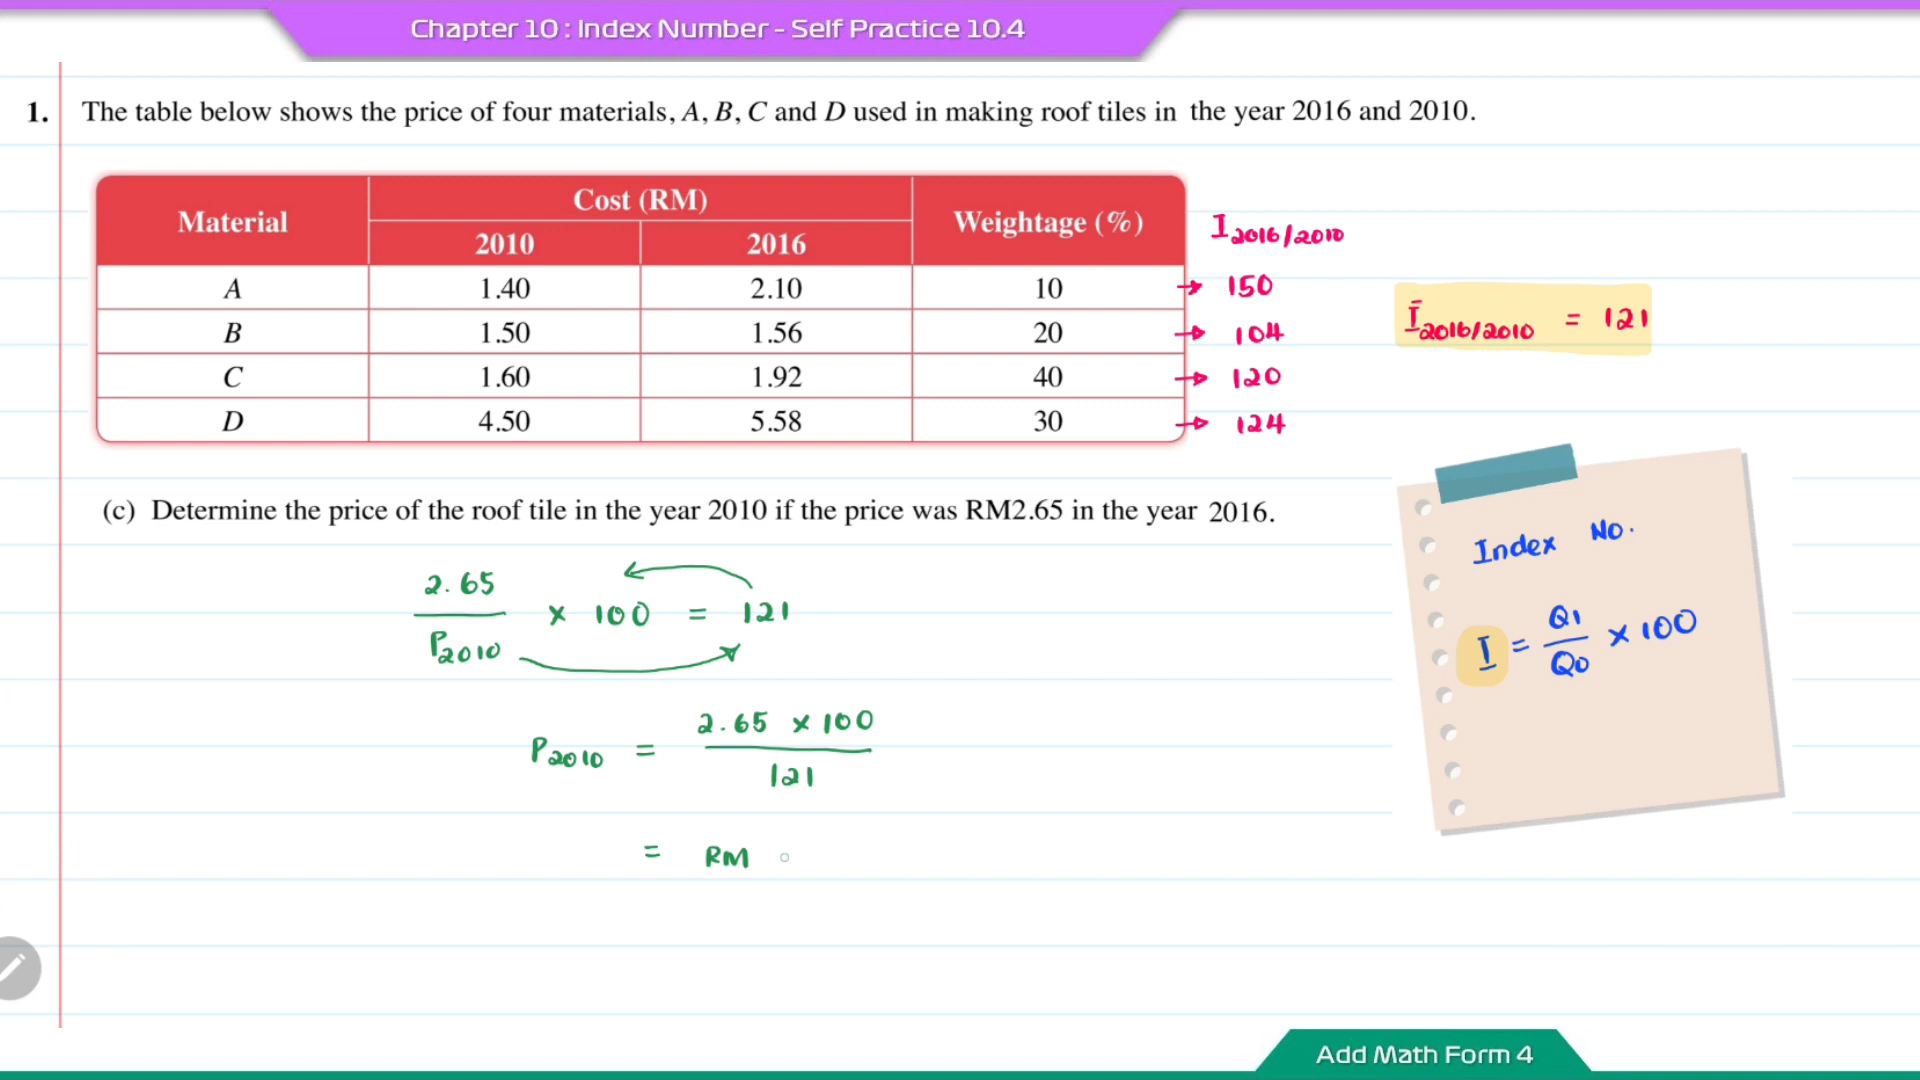 Chapter 10 : Index Number - Self Practice 10.4
1. The table below shows the price of four materials, A, B, C and D used in making roof tiles in the year 2016 and 2010.
Material Cost (RM) Weightage (%)
2010 2016
I2016/2010
A 1.40 2.10 10 → 150
B 1.50 1.56 20 → 104
C 1.60 1.92 40 → 120
D 4.50 5.58 30 → 124
Ī2016/2010 = 121
(c) Determine the price of the roof tile in the year 2010 if the price was RM2.65 in the year 2016.
2.65
P2010
× 100 = 121
P2010 =
2.65 × 100
121
= RM
Index No.
I = Q1 / Q0 × 100
Add Math Form 4